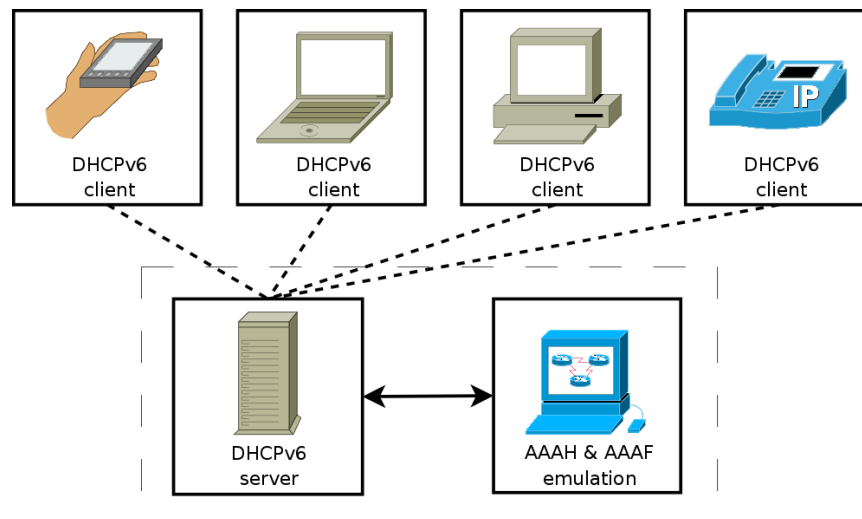 DHCPv6
client
DHCPv6
client
DHCPv6
client
IP
DHCPv6
client
DHCPv6
server
AAAH & AAAF
emulation